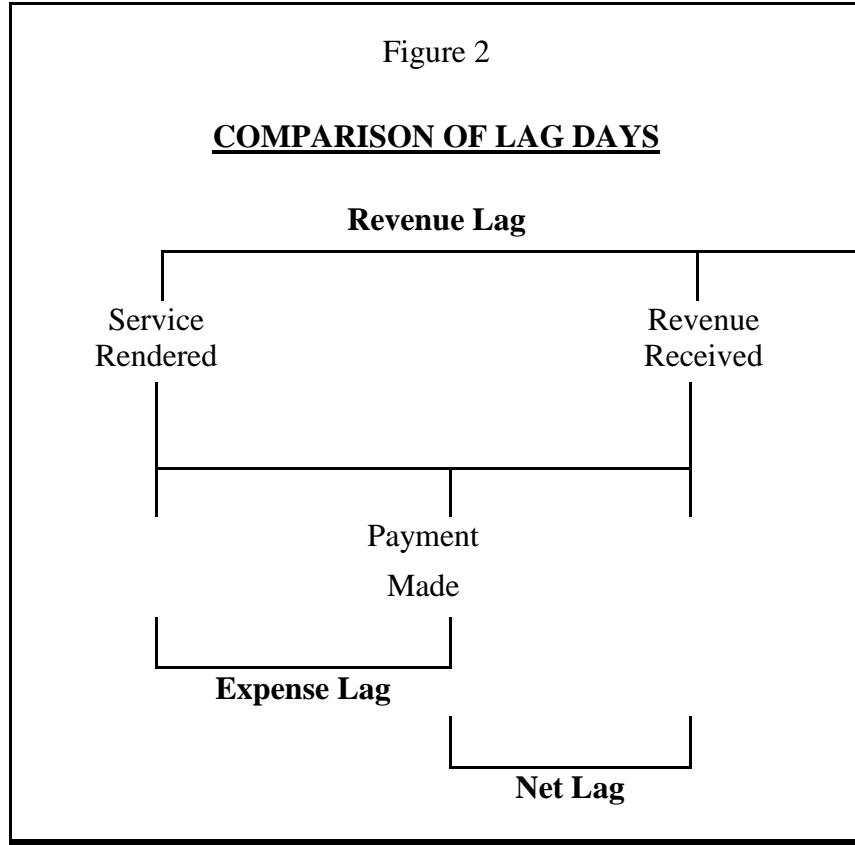 Figure 2
COMPARISON OF LAG DAYS
Revenue Lag
Service
Rendered
Revenue
Received
Payment
Made
Expense Lag
Net Lag